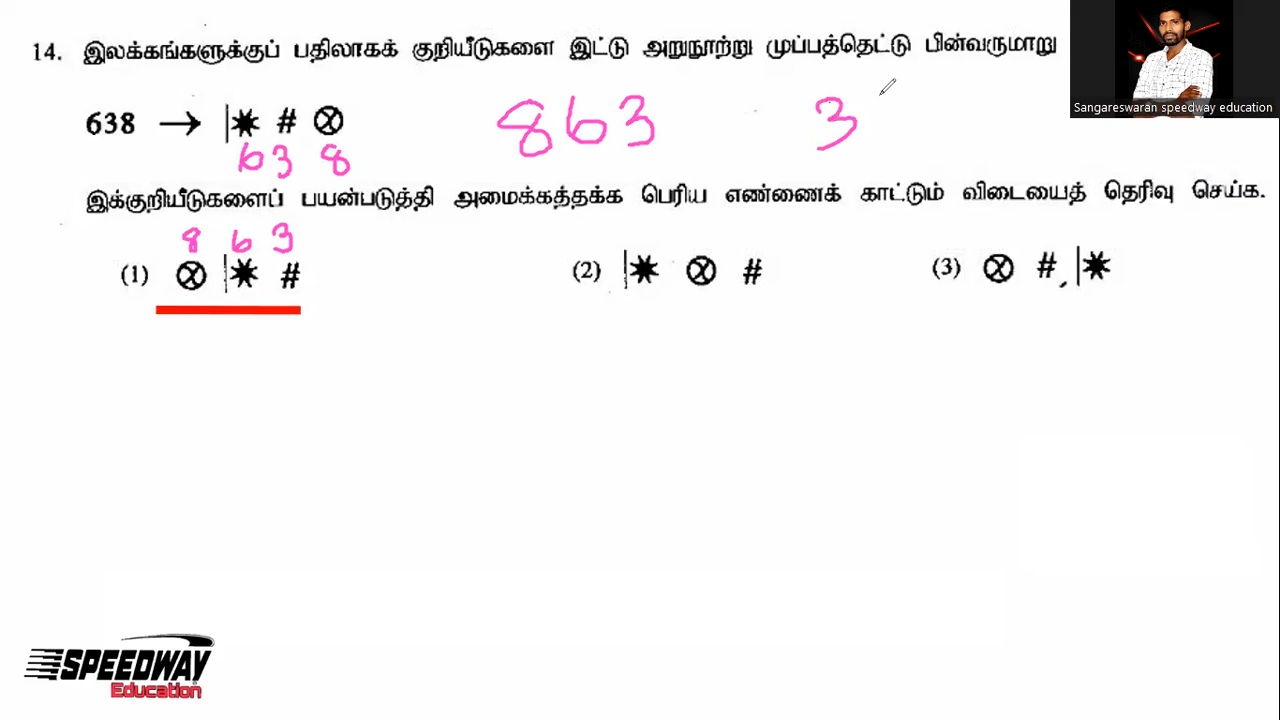 14. இலக்கங்களுக்குப் பதிலாகக் குறியீடுகளை இட்டு அறுநூற்று முப்பத்தெட்டு பின்வருமாறு
Sangareswaran speedway education
638 → |✷ # ⊗ 863 3
6 3 8
இக்குறியீடுகளைப் பயன்படுத்தி அமைக்கத்தக்க பெரிய எண்ணைக் காட்டும் விடையைத் தெரிவு செய்க.
8 6 3
(1) ⊗ |✷ # (2) |✷ ⊗ # (3) ⊗ # |✷
SPEEDWAY
Education